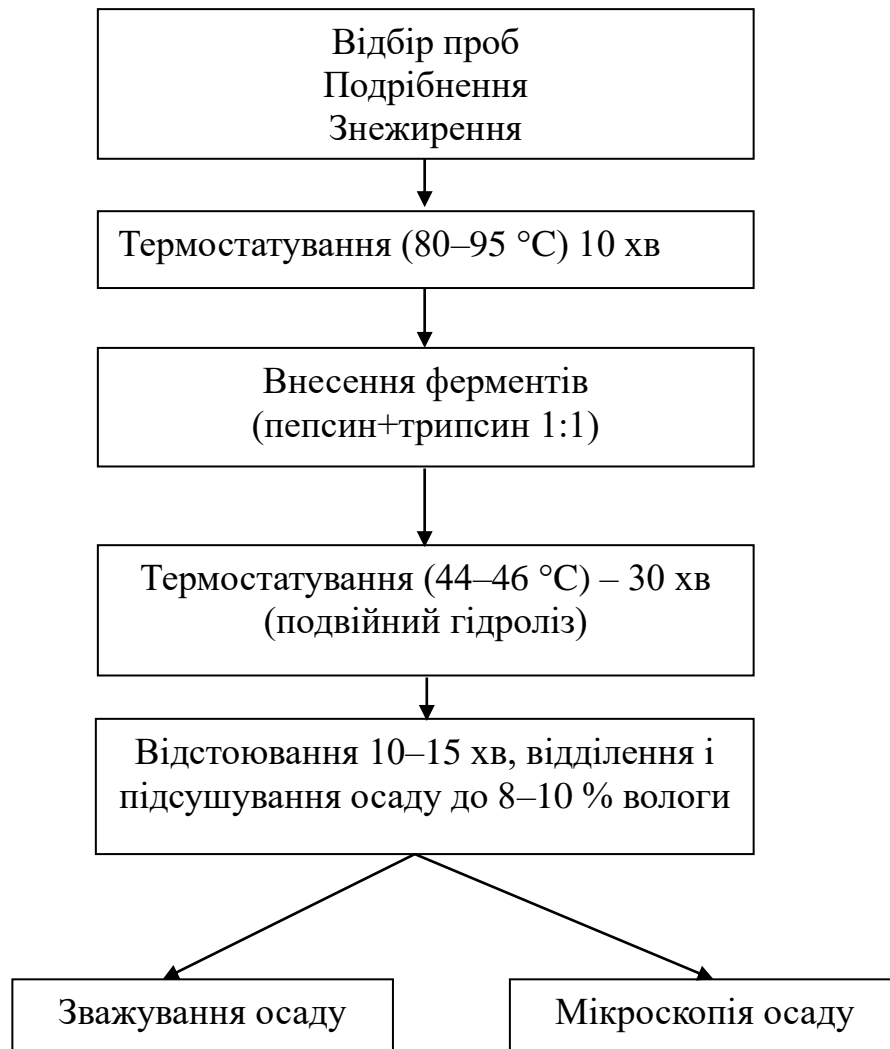 Відбір проб
Подрібнення
Знежирення
Термостатування (80–95 °С) 10 хв
Внесення ферментів
(пепсин+трипсин 1:1)
Термостатування (44–46 °С) – 30 хв
(подвійний гідроліз)
Відстоювання 10–15 хв, відділення і
підсушування осаду до 8–10 % вологи
Зважування осаду
Мікроскопія осаду